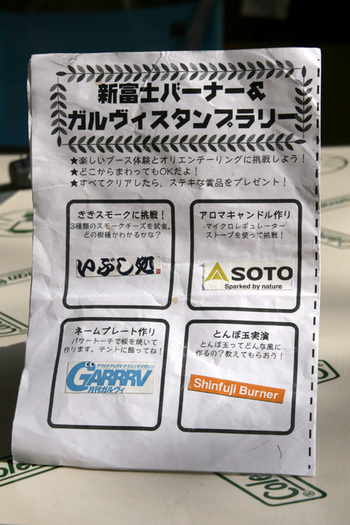 新富士バーナー&
ガルヴィスタンプラリー
★楽しいブース体験とオリエンテーリングに挑戦しよう!
★どこからまわってもOKだよ!
★すべてクリアしたら、ステキな賞品をプレゼント!
ききスモークに挑戦!
3種類のスモークチーズを試食。
どの樹種かわかるかな?
いぶし処
アロマキャンドル作り
マイクロレギュレーター
ストーブを使って挑戦!
SOTO
Sparked by nature
ネームプレート作り
パワートーチで板を焼いて
作ります。テントに飾ってね!
GARRRV
月刊ガルヴィ
とんぼ玉実演
とんぼ玉ってどんな風に
作るの?教えてもらおう!
Shinfuji Burner